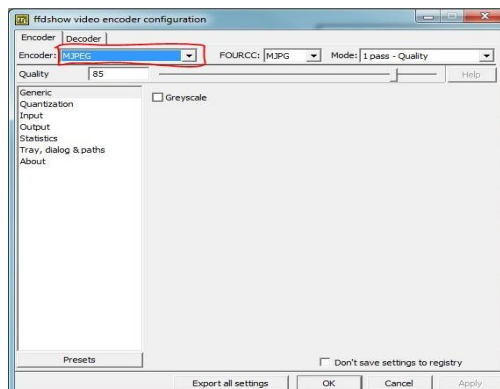 ffdshow video encoder configuration
Encoder Decoder
Encoder: MJPEG FOURCC: MJPG Mode: 1 pass - Quality
Quality 85 Help
Generic
Greyscale
Quantization
Input
Output
Statistics
Tray, dialog & paths
About
Presets
Don't save settings to registry
Export all settings OK Cancel Apply